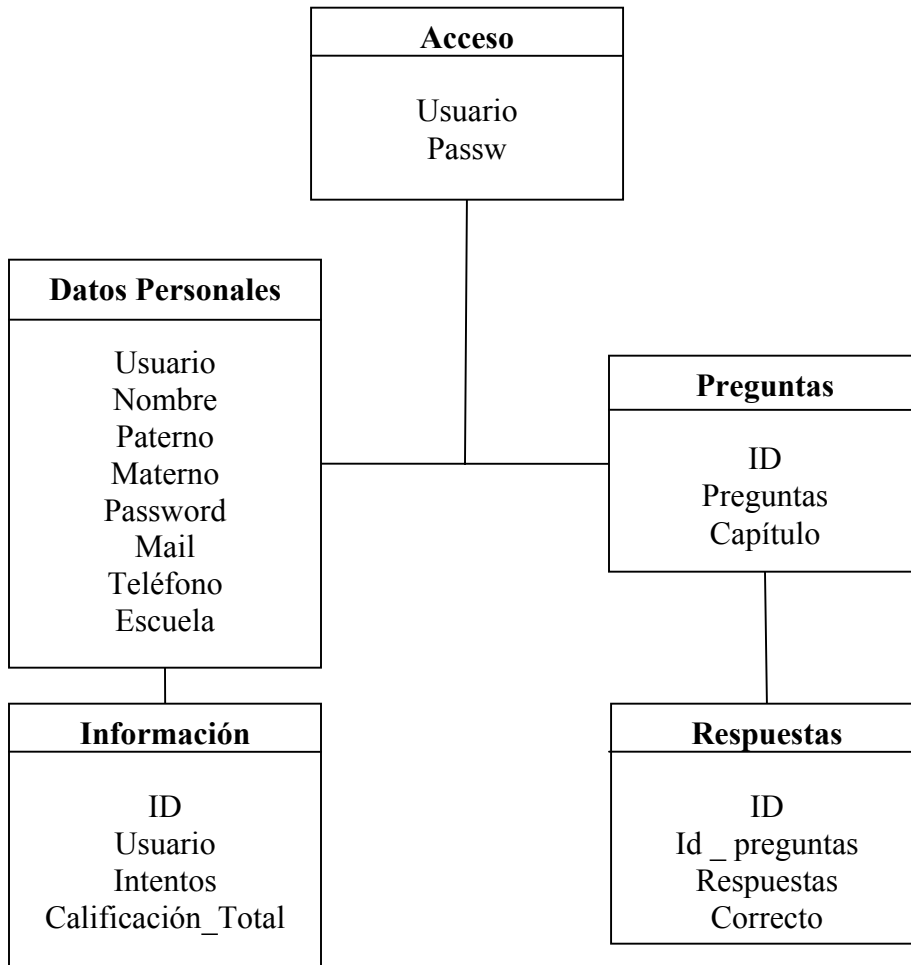 Acceso
Usuario
Passw
Datos Personales
Usuario
Nombre
Paterno
Materno
Password
Mail
Teléfono
Escuela
Preguntas
ID
Preguntas
Capítulo
Información
ID
Usuario
Intentos
Calificación_Total
Respuestas
ID
Id _ preguntas
Respuestas
Correcto